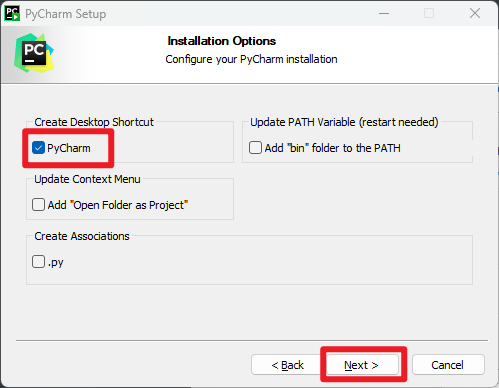 PyCharm Setup
PC
Installation Options
Configure your PyCharm installation
Create Desktop Shortcut
PyCharm
Update PATH Variable (restart needed)
Add "bin" folder to the PATH
Update Context Menu
Add "Open Folder as Project"
Create Associations
.py
< Back
Next >
Cancel